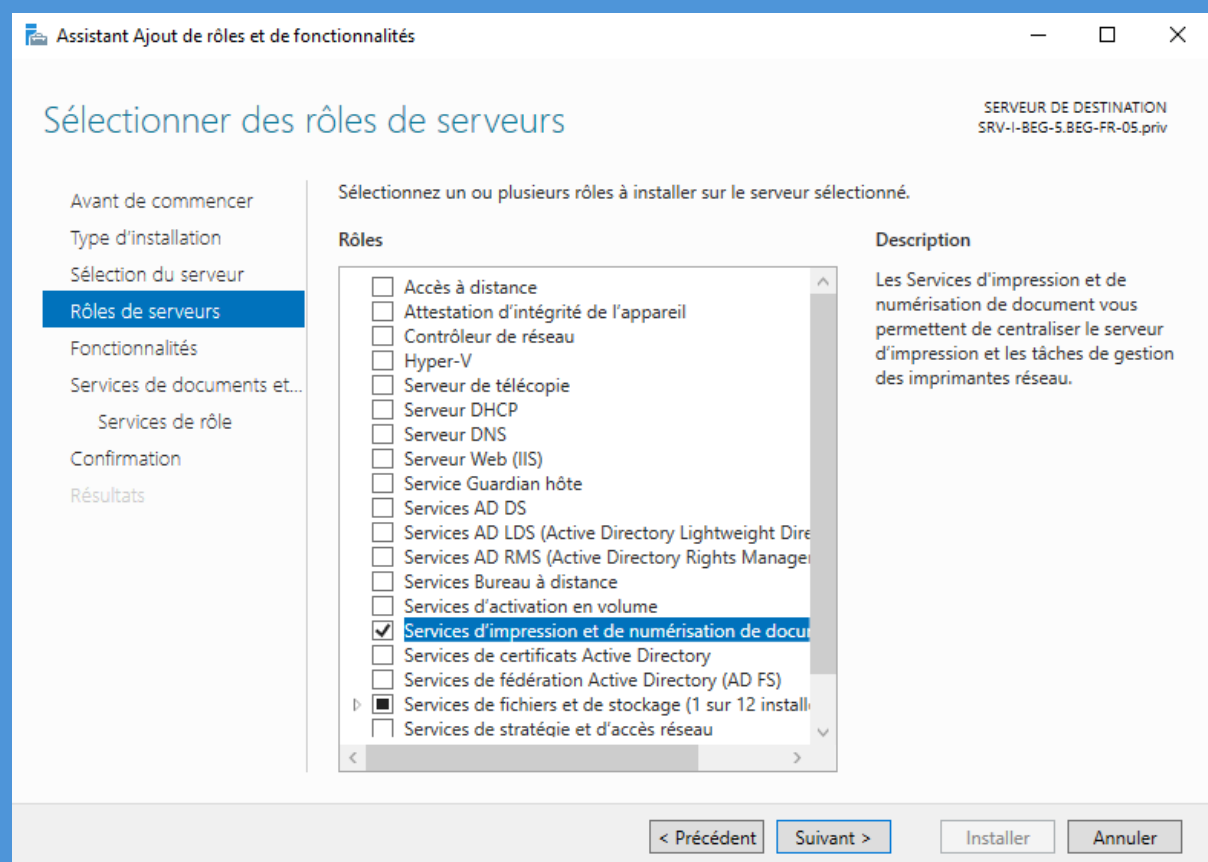 Assistant Ajout de rôles et de fonctionnalités
Sélectionner des rôles de serveurs
SERVEUR DE DESTINATION
SRV-I-BEG-5.BEG-FR-05.priv
Avant de commencer
Type d'installation
Sélection du serveur
Rôles de serveurs
Fonctionnalités
Services de documents et...
Services de rôle
Confirmation
Résultats
Sélectionnez un ou plusieurs rôles à installer sur le serveur sélectionné.
Rôles
Accès à distance
Attestation d'intégrité de l'appareil
Contrôleur de réseau
Hyper-V
Serveur de télécopie
Serveur DHCP
Serveur DNS
Serveur Web (IIS)
Service Guardian hôte
Services AD DS
Services AD LDS (Active Directory Lightweight Dire
Services AD RMS (Active Directory Rights Manager
Services Bureau à distance
Services d'activation en volume
Services d'impression et de numérisation de docur
Services de certificats Active Directory
Services de fédération Active Directory (AD FS)
Services de fichiers et de stockage (1 sur 12 installé
Services de stratégie et d'accès réseau
Description
Les Services d'impression et de
numérisation de document vous
permettent de centraliser le serveur
d'impression et les tâches de gestion
des imprimantes réseau.
< Précédent
Suivant >
Installer
Annuler